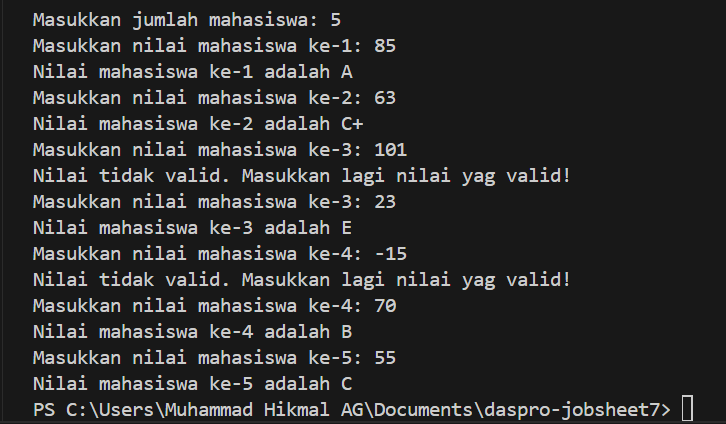 Masukkan jumlah mahasiswa: 5
Masukkan nilai mahasiswa ke-1: 85
Nilai mahasiswa ke-1 adalah A
Masukkan nilai mahasiswa ke-2: 63
Nilai mahasiswa ke-2 adalah C+
Masukkan nilai mahasiswa ke-3: 101
Nilai tidak valid. Masukkan lagi nilai yag valid!
Masukkan nilai mahasiswa ke-3: 23
Nilai mahasiswa ke-3 adalah E
Masukkan nilai mahasiswa ke-4: -15
Nilai tidak valid. Masukkan lagi nilai yag valid!
Masukkan nilai mahasiswa ke-4: 70
Nilai mahasiswa ke-4 adalah B
Masukkan nilai mahasiswa ke-5: 55
Nilai mahasiswa ke-5 adalah C
PS C:\Users\Muhammad Hikmal AG\Documents\daspro-jobsheet7>